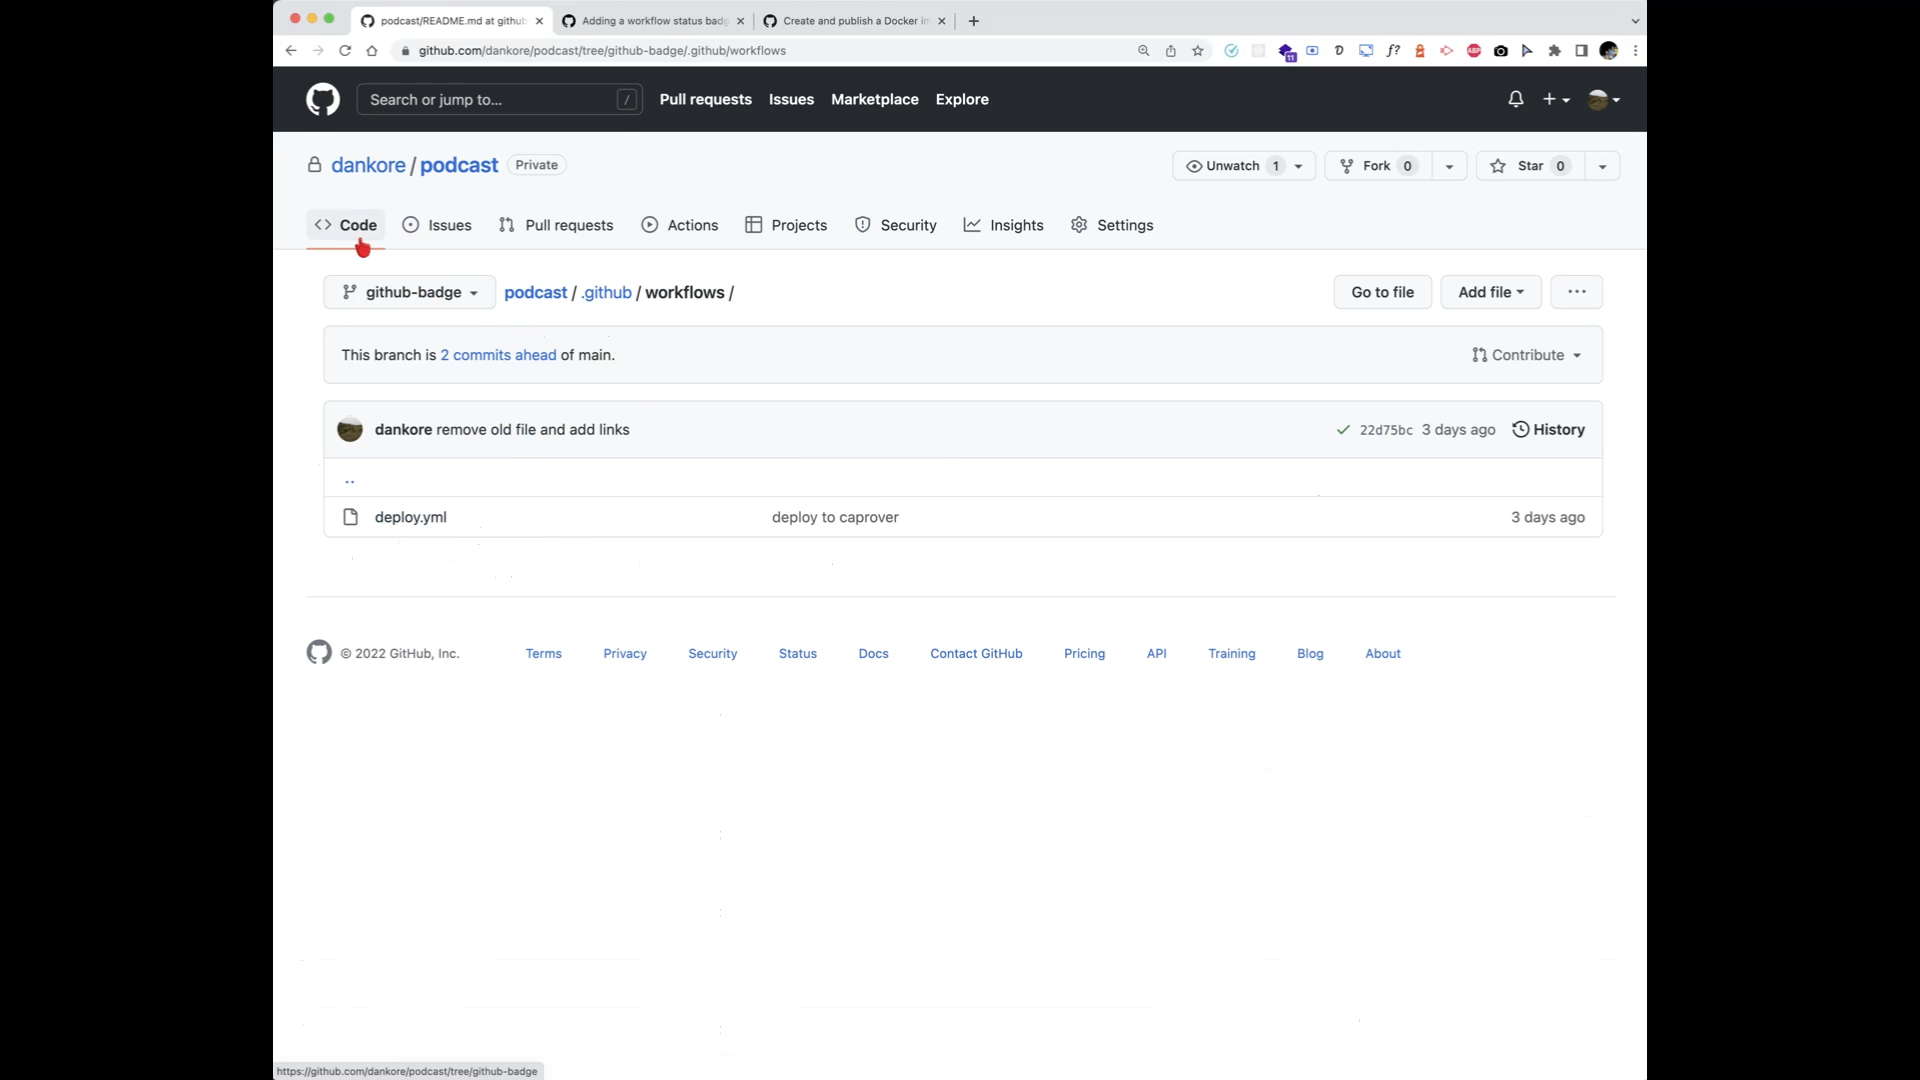 podcast/README.md at github
Adding a workflow status badg
Create and publish a Docker im
github.com/dankore/podcast/tree/github-badge/.github/workflows
11
D
f?
ABP
Search or jump to...
/
Pull requests
Issues
Marketplace
Explore
dankore / podcast
Private
Unwatch 1
Fork 0
Star 0
Code
Issues
Pull requests
Actions
Projects
Security
Insights
Settings
github-badge
podcast / .github / workflows /
Go to file
Add file
...
This branch is 2 commits ahead of main.
Contribute
dankore remove old file and add links
22d75bc 3 days ago
History
..
deploy.yml
deploy to caprover
3 days ago
© 2022 GitHub, Inc.
Terms
Privacy
Security
Status
Docs
Contact GitHub
Pricing
API
Training
Blog
About
https://github.com/dankore/podcast/tree/github-badge